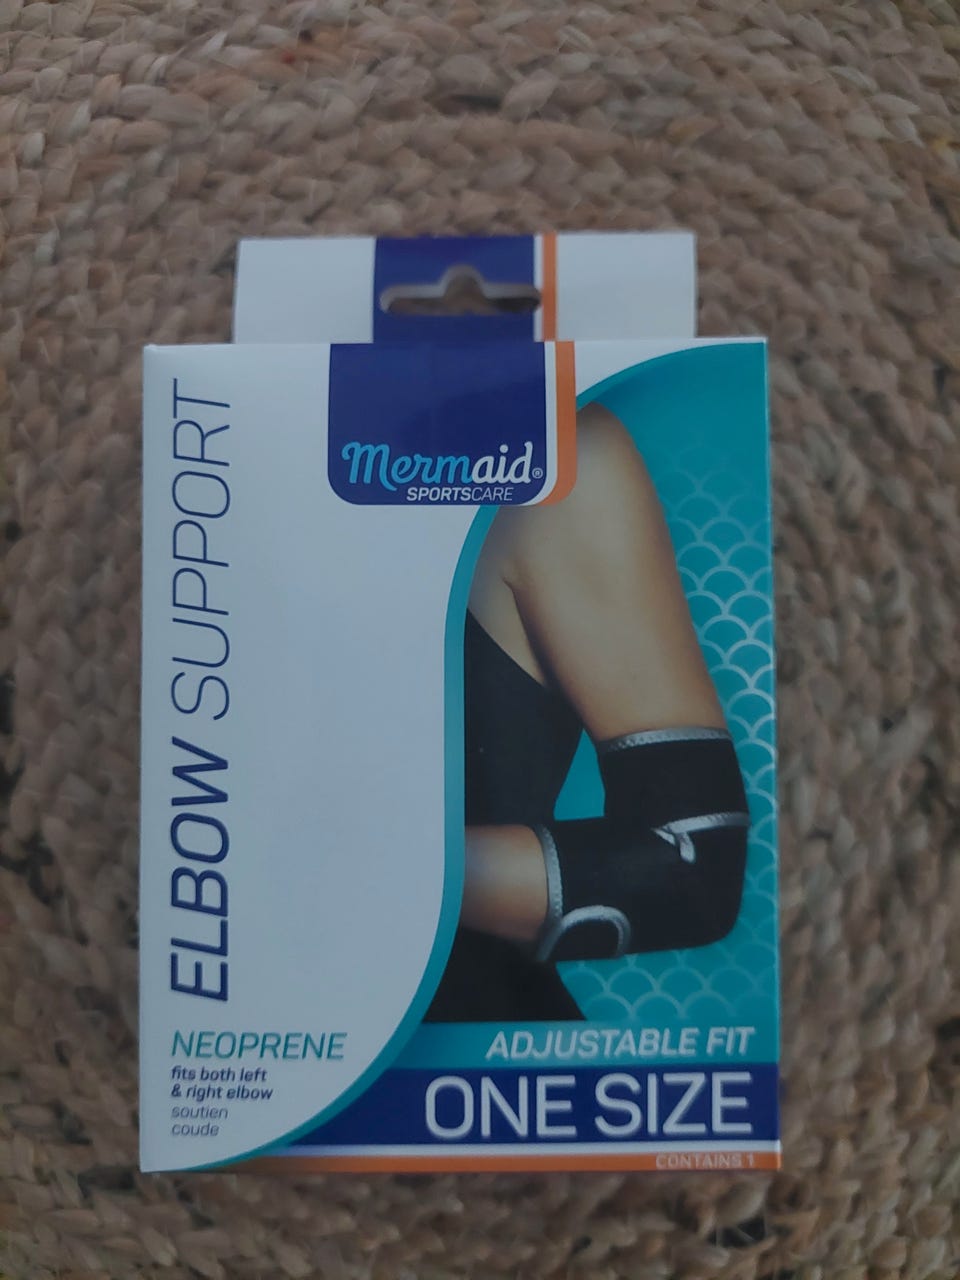 Mermaid®
SPORTSCARE
ELBOW SUPPORT
NEOPRENE
fits both left
& right elbow
soutien
coude
ADJUSTABLE FIT
ONE SIZE
CONTAINS 1